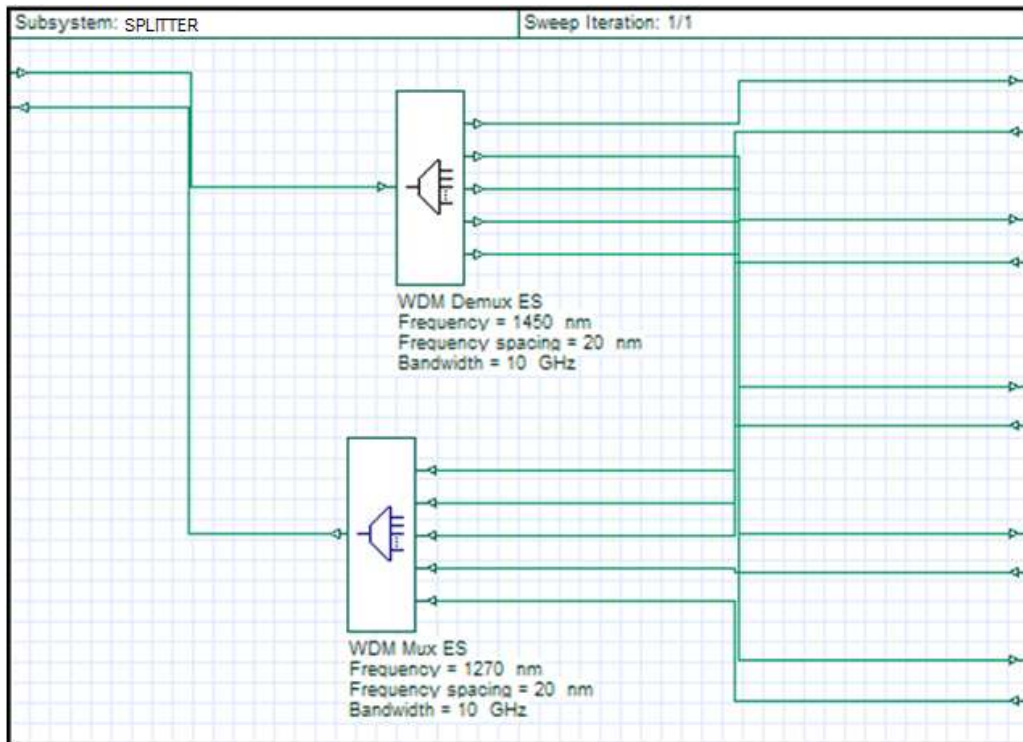 Subsystem: SPLITTER
Sweep Iteration: 1/1
WDM Demux ES
Frequency = 1450 nm
Frequency spacing = 20 nm
Bandwidth = 10 GHz
WDM Mux ES
Frequency = 1270 nm
Frequency spacing = 20 nm
Bandwidth = 10 GHz